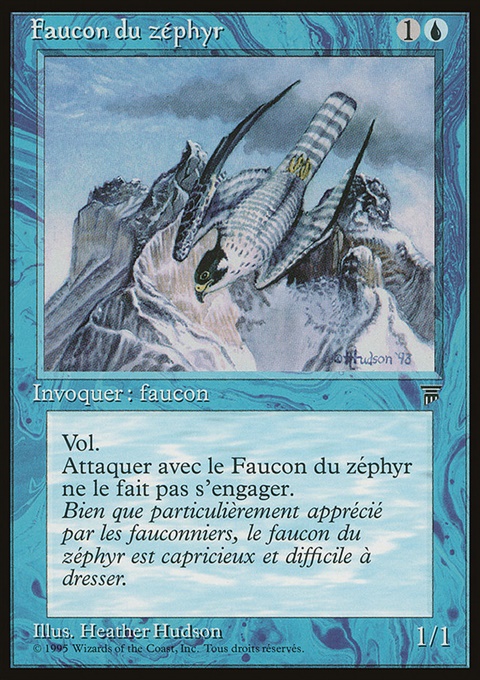 Faucon du zéphyr 1
©HHudson '93
Invoquer : faucon
Vol.
Attaquer avec le Faucon du zéphyr
ne le fait pas s'engager.
Bien que particulièrement apprécié
par les fauconniers, le faucon du
zéphyr est capricieux et difficile à
dresser.
Illus. Heather Hudson
1/1
© 1995 Wizards of the Coast, Inc. Tous droits réservés.